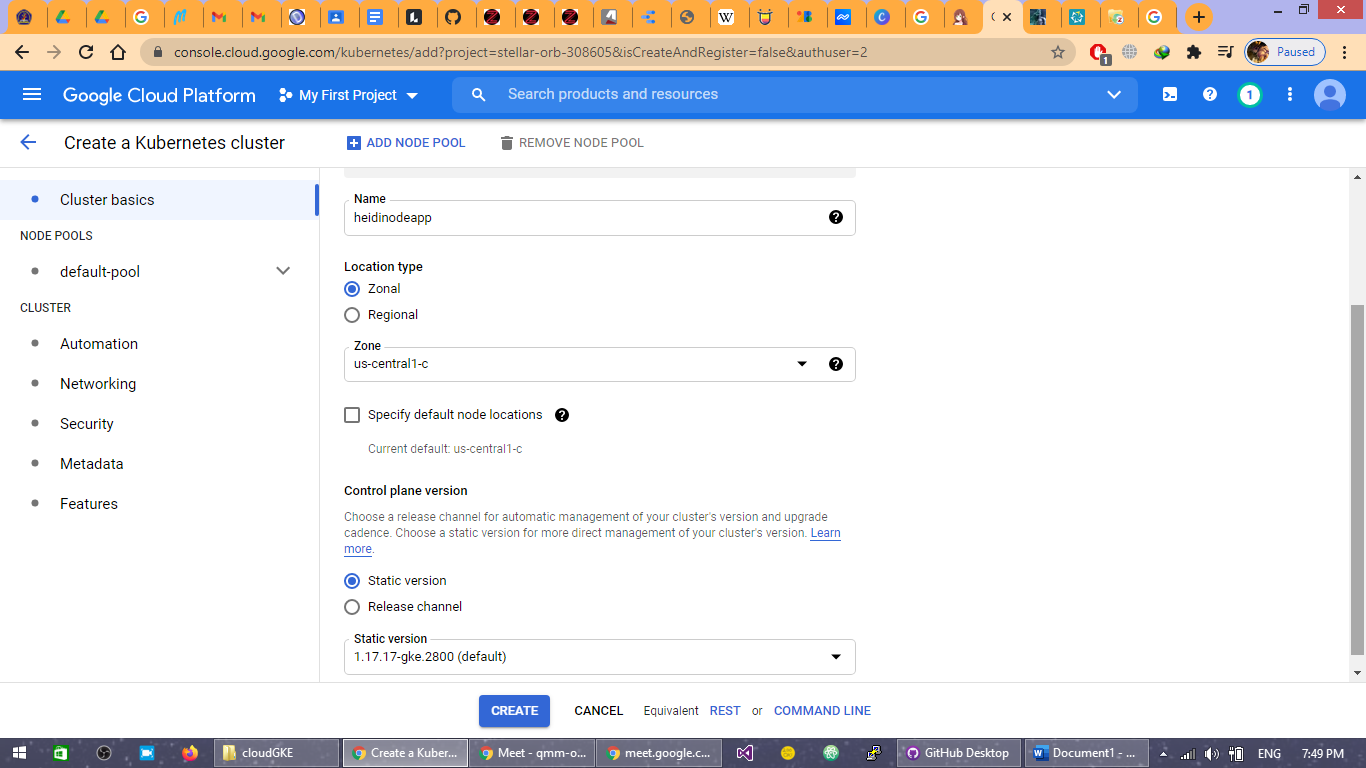 console.cloud.google.com/kubernetes/add?project=stellar-orb-308605&isCreateAndRegister=false&authuser=2
1
Paused
Google Cloud Platform
My First Project
Search products and resources
1
Create a Kubernetes cluster
ADD NODE POOL
REMOVE NODE POOL
Cluster basics
NODE POOLS
default-pool
CLUSTER
Automation
Networking
Security
Metadata
Features
Name
heidinodeapp
Location type
Zonal
Regional
Zone
us-central1-c
Specify default node locations
Current default: us-central1-c
Control plane version
Choose a release channel for automatic management of your cluster's version and upgrade
cadence. Choose a static version for more direct management of your cluster's version. Learn
more.
Static version
Release channel
Static version
1.17.17-gke.2800 (default)
CREATE
CANCEL
Equivalent REST or COMMAND LINE
cloudGKE
Create a Kuber...
Meet - qmm-o...
meet.google.c...
GitHub Desktop
Document1 - ...
ENG
7:49 PM